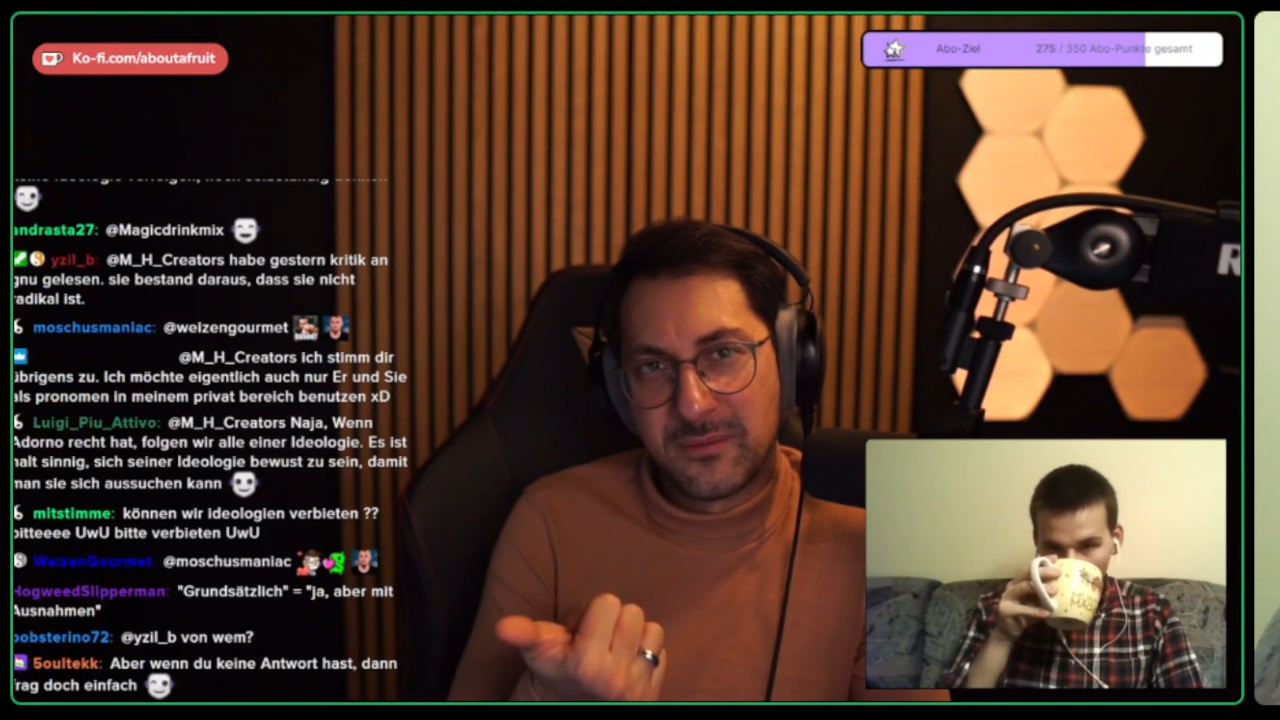 Ko-fi.com/aboutafruit
Abo-Ziel 275 / 350 Abo-Punkte gesamt
andrasta27: @Magicdrinkmix
yzil_b: @M_H_Creators habe gestern kritik an
gnu gelesen. sie bestand daraus, dass sie nicht
radikal ist.
moschusmaniac: @weizengourmet
@M_H_Creators ich stimm dir
übrigens zu. Ich möchte eigentlich auch nur Er und Sie
als pronomen in meinem privat bereich benutzen xD
Luigi_Piu_Attivo: @M_H_Creators Naja, Wenn
Adorno recht hat, folgen wir alle einer Ideologie. Es ist
halt sinnig, sich seiner Ideologie bewust zu sein, damit
man sie sich aussuchen kann
mitstimme: können wir ideologien verbieten ??
bitteeee UwU bitte verbieten UwU
WeizenGourmet: @moschusmaniac
HogweedSlipperman: "Grundsätzlich" = "ja, aber mit
Ausnahmen"
bobsterino72: @yzil_b von wem?
5oultekk: Aber wenn du keine Antwort hast, dann
frag doch einfach
R